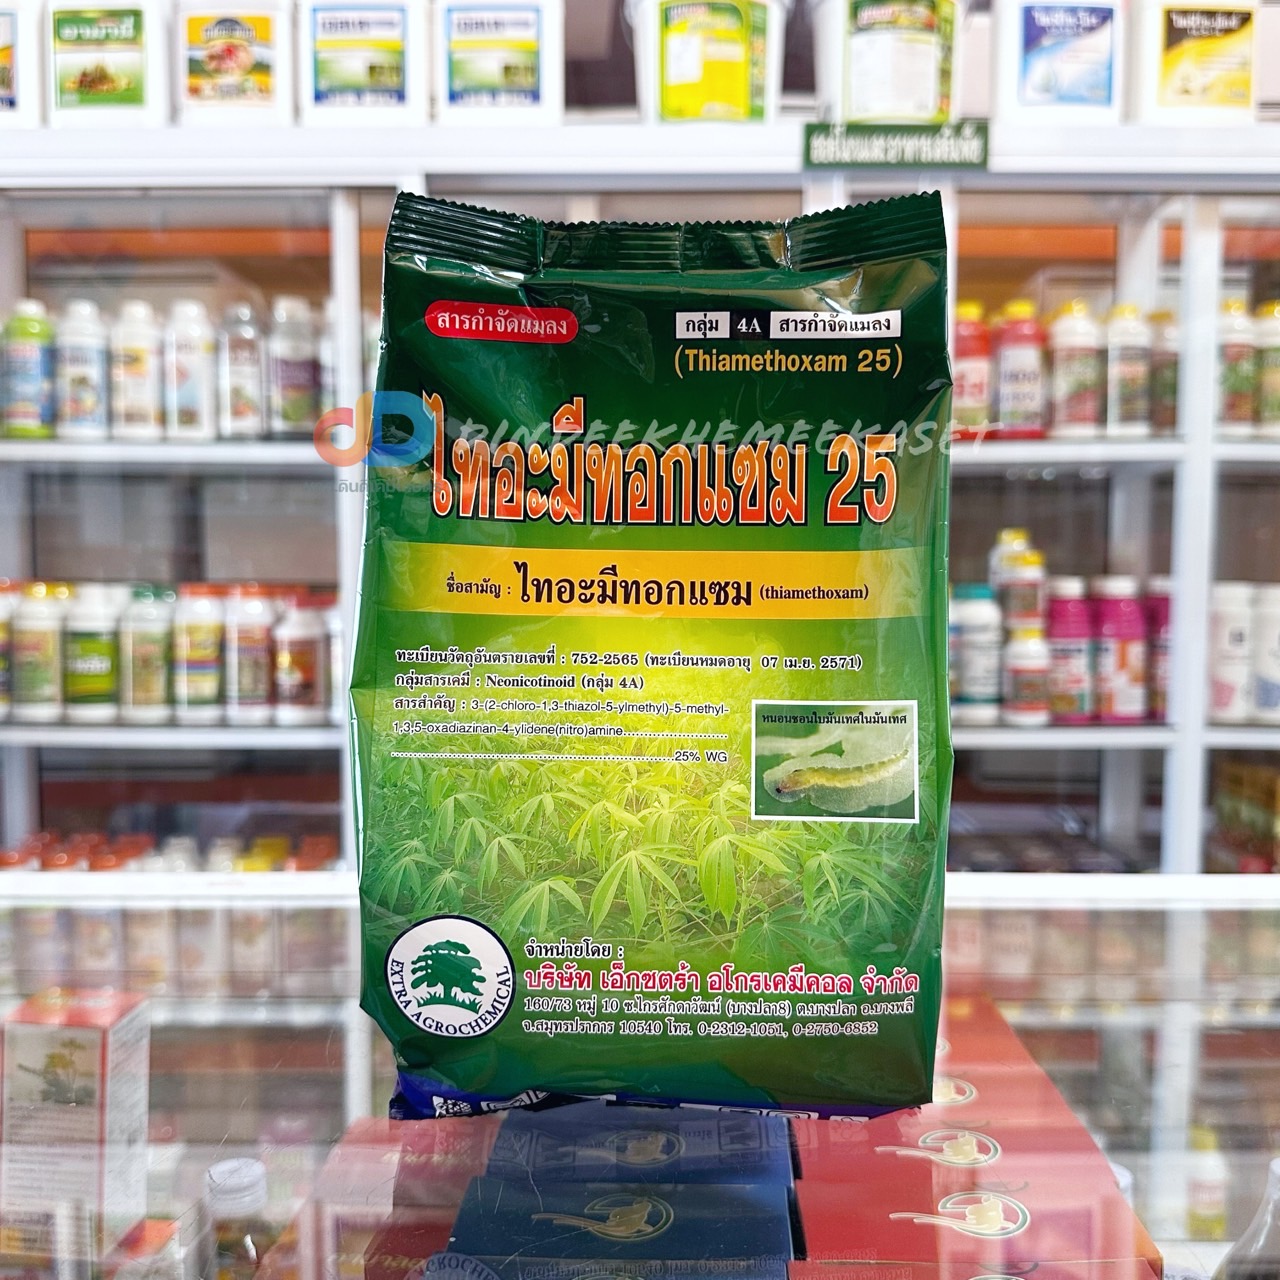 สารกำจัดแมลง
กลุ่ม 4A สารกำจัดแมลง
(Thiamethoxam 25)
DINDEEKHEMEEKASET
ไทอะมีทอกแซม 25
ชื่อสามัญ : ไทอะมีทอกแซม (thiamethoxam)
ทะเบียนวัตถุอันตรายเลขที่ : 752-2565 (ทะเบียนหมดอายุ 07 เม.ย. 2571)
กลุ่มสารเคมี : Neonicotinoid (กลุ่ม 4A)
สารสำคัญ : 3-(2-chloro-1,3-thiazol-5-ylmethyl)-5-methyl-
1,3,5-oxadiazinan-4-ylidene(nitro)amine.........................
....................................................................25% WG
หนอนชอนใบมันเทศในมันเทศ
EXTRA AGROCHEMICAL
จำหน่ายโดย :
บริษัท เอ็กซตร้า อโกรเคมีคอล จำกัด
160/73 หมู่ 10 ซ.ไกรศักดาวัฒน์ (บางปลา8) ต.บางปลา อ.บางพลี
จ.สมุทรปราการ 10540 โทร. 0-2312-1051, 0-2750-6852